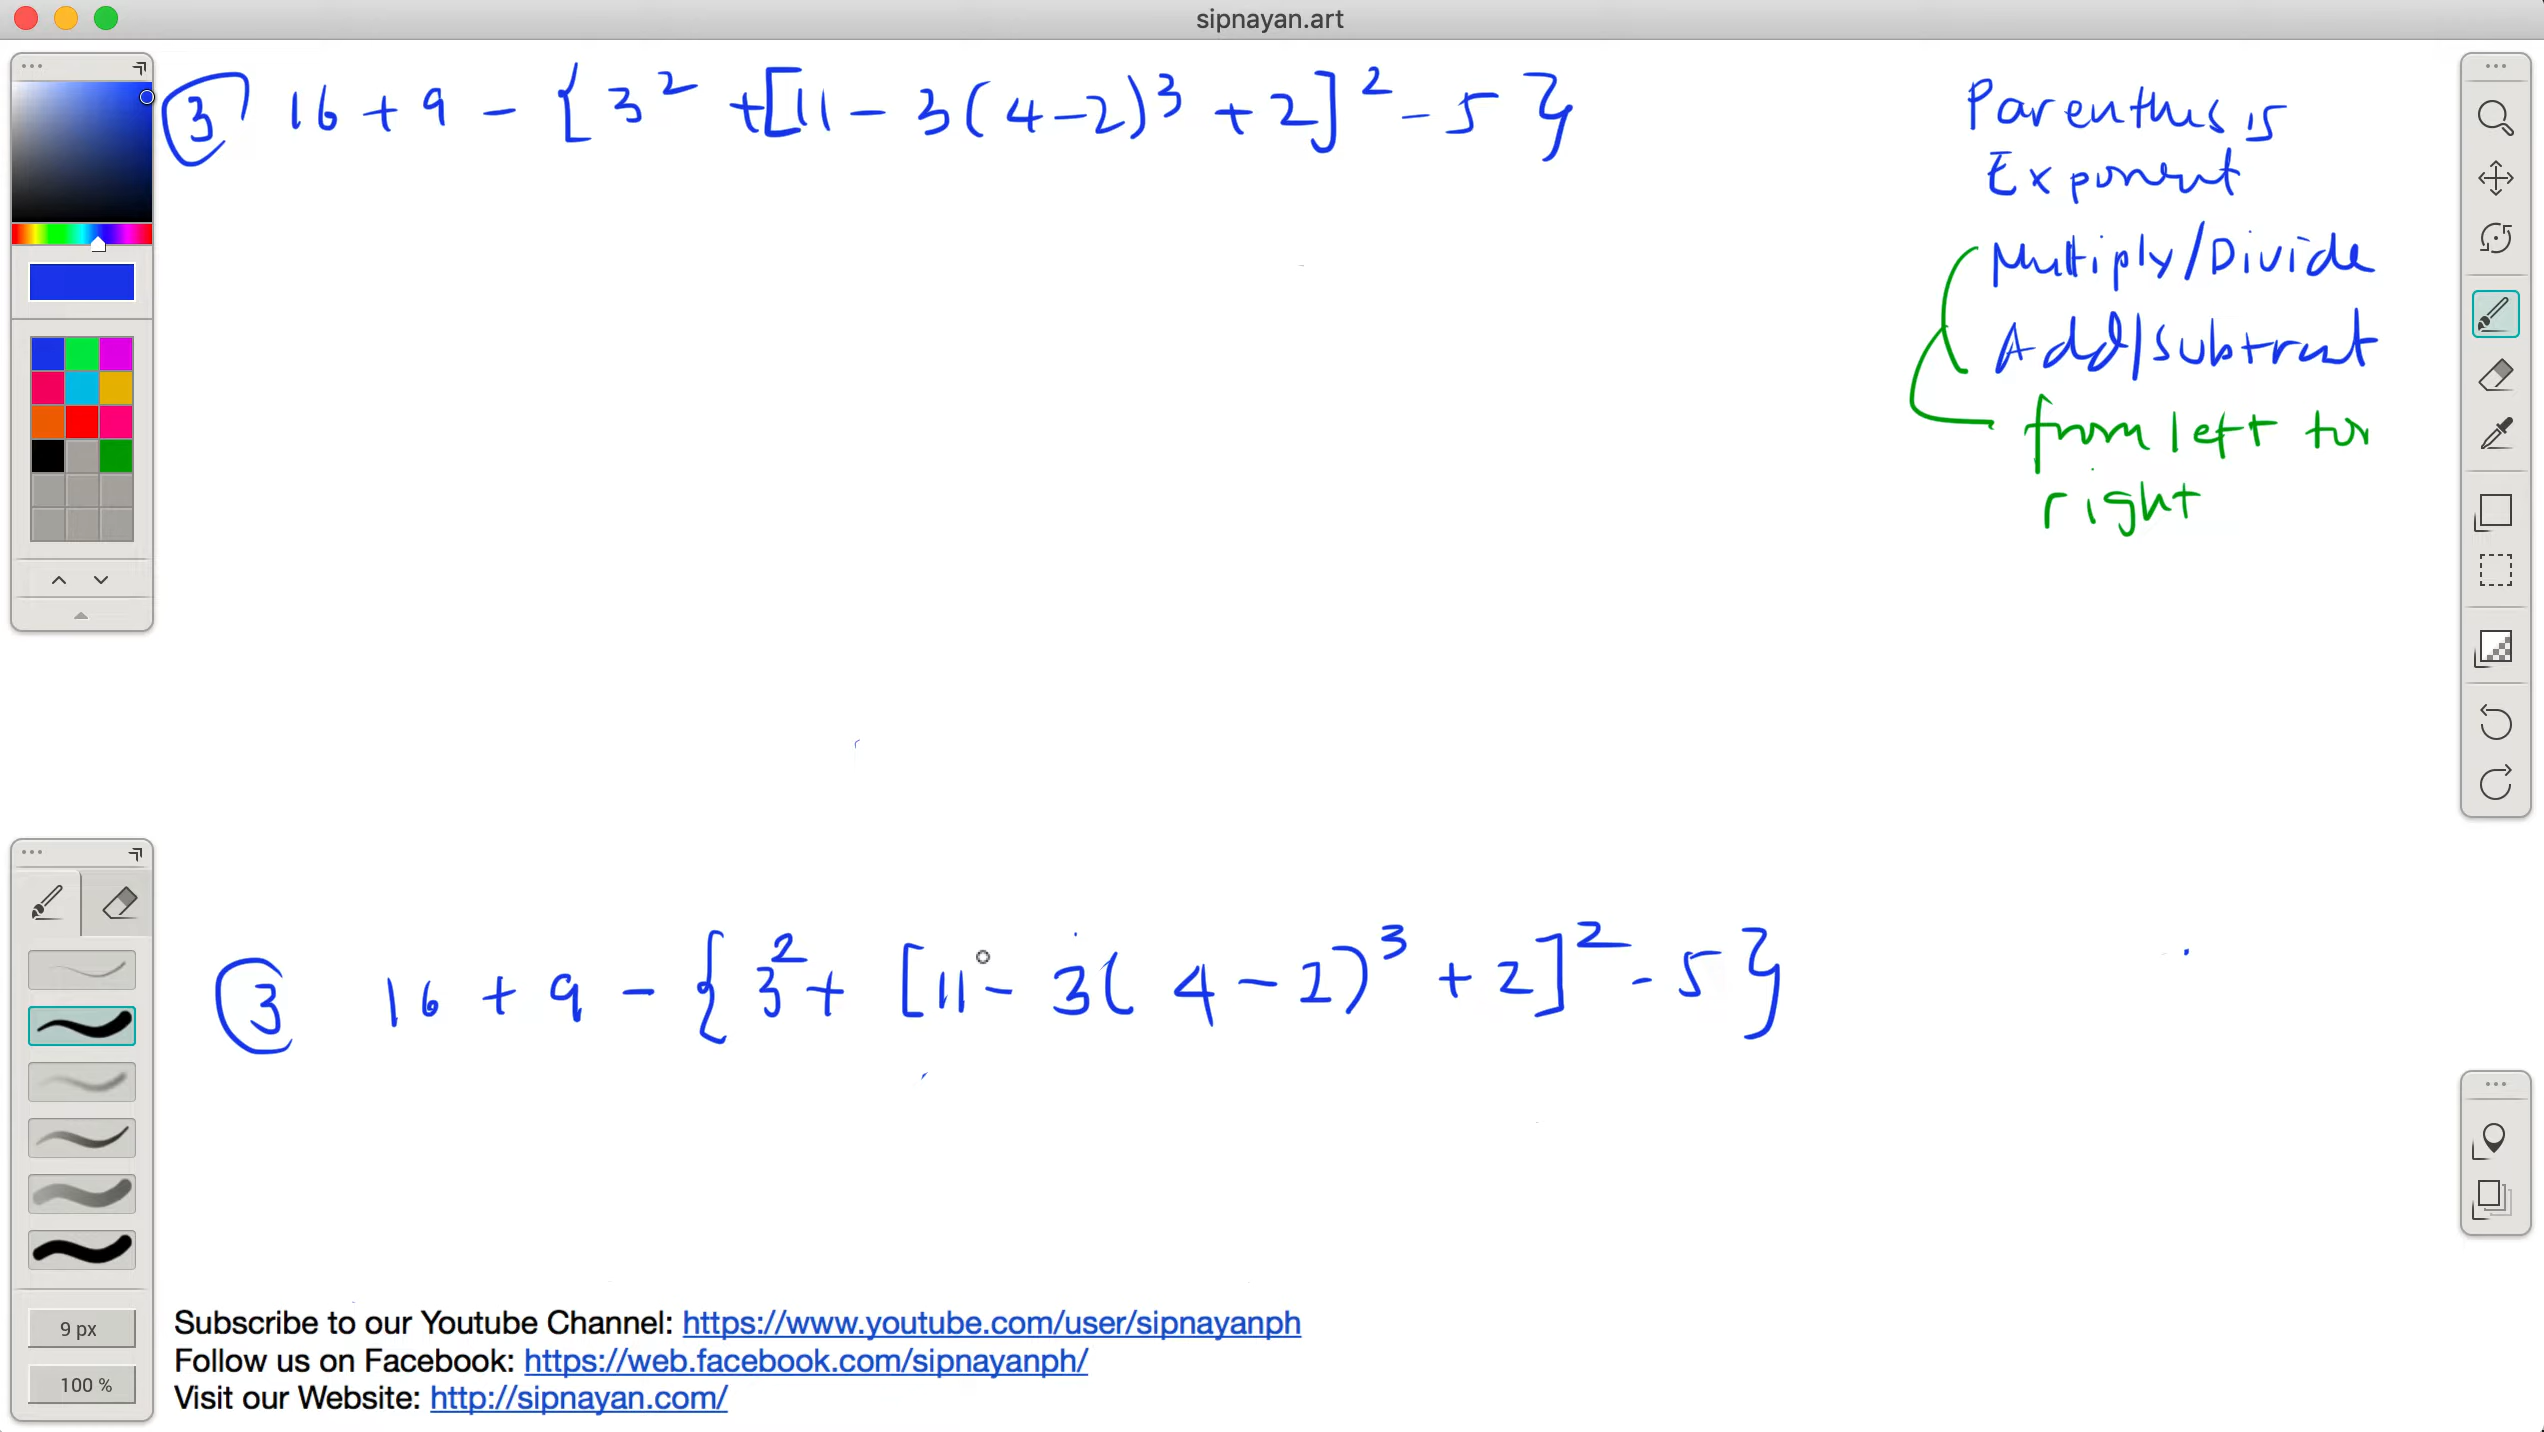 sipnayan.art
③ 16 + 9 - { 3² + [11 - 3(4-2)³ + 2]² - 5 }
Parenthisis
Exponent
Multiply/Divide
Add/Subtract
from left to
right
③ 16 + 9 - { 3² + [11 - 3( 4 - 2)³ + 2]² - 5 }
9 px
100 %
Subscribe to our Youtube Channel: https://www.youtube.com/user/sipnayanph
Follow us on Facebook: https://web.facebook.com/sipnayanph/
Visit our Website: http://sipnayan.com/